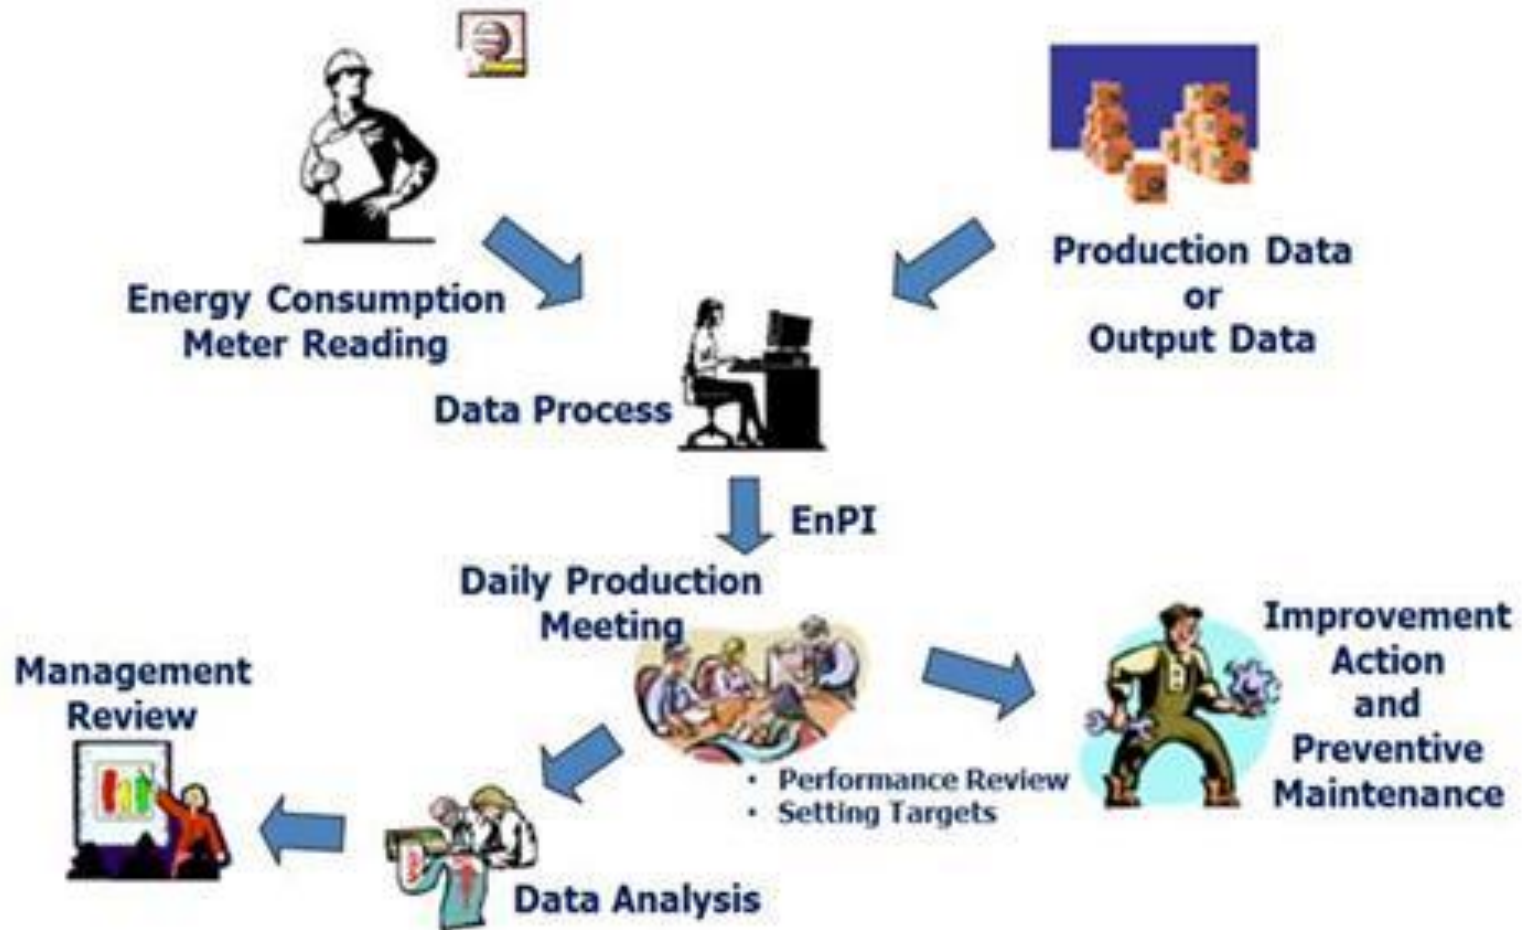 Energy Consumption
Meter Reading
Production Data
or
Output Data
Data Process
EnPI
Daily Production
Meeting
• Performance Review
• Setting Targets
Improvement
Action
and
Preventive
Maintenance
Management
Review
Data Analysis